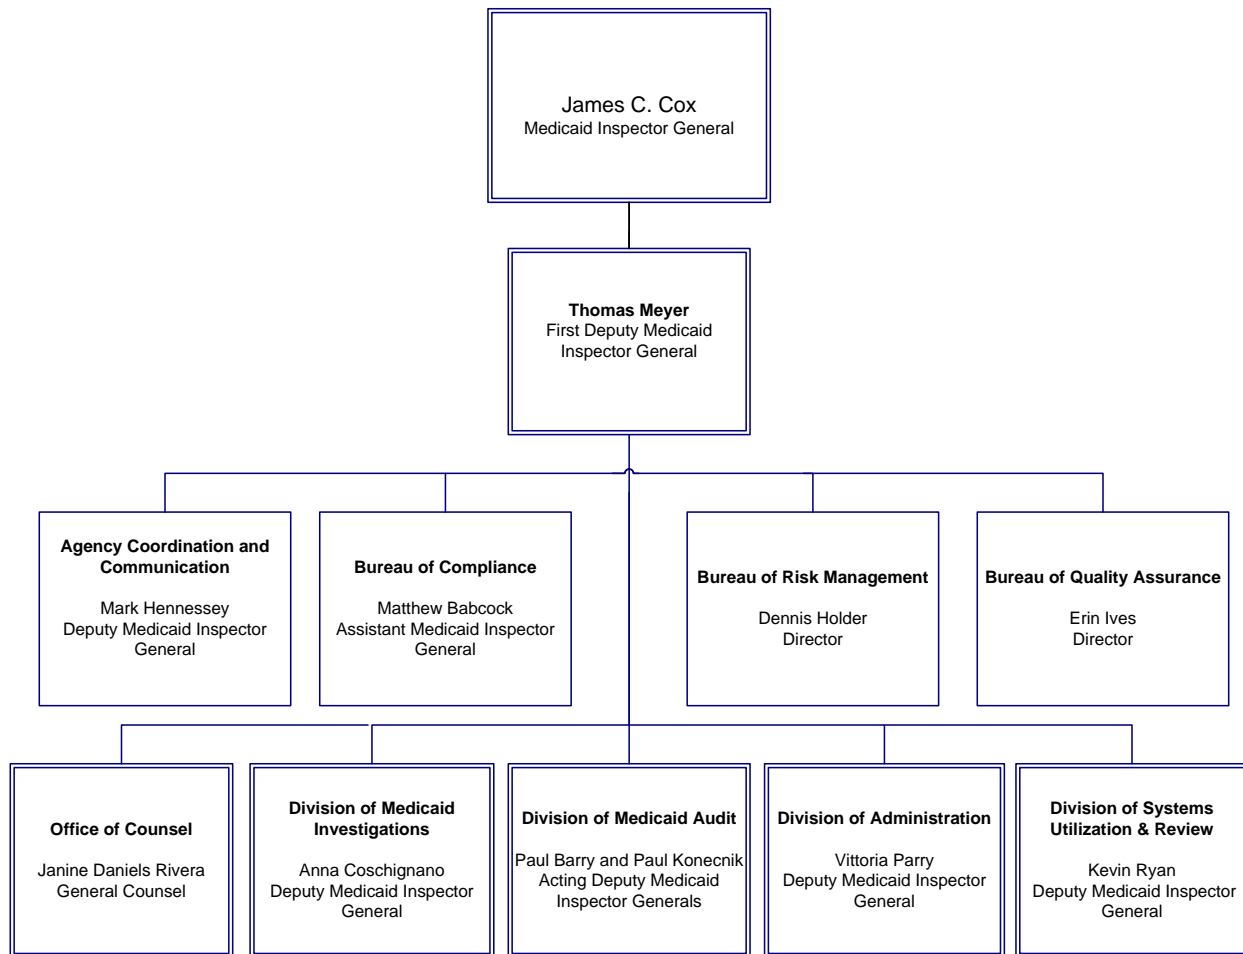 James C. Cox
Medicaid Inspector General
Thomas Meyer
First Deputy Medicaid
Inspector General
Agency Coordination and
Communication
Mark Hennessey
Deputy Medicaid Inspector
General
Bureau of Compliance
Matthew Babcock
Assistant Medicaid Inspector
General
Bureau of Risk Management
Dennis Holder
Director
Bureau of Quality Assurance
Erin Ives
Director
Office of Counsel
Janine Daniels Rivera
General Counsel
Division of Medicaid
Investigations
Anna Coschignano
Deputy Medicaid Inspector
General
Division of Medicaid Audit
Paul Barry and Paul Konecnik
Acting Deputy Medicaid
Inspector Generals
Division of Administration
Vittoria Parry
Deputy Medicaid Inspector
General
Division of Systems
Utilization & Review
Kevin Ryan
Deputy Medicaid Inspector
General